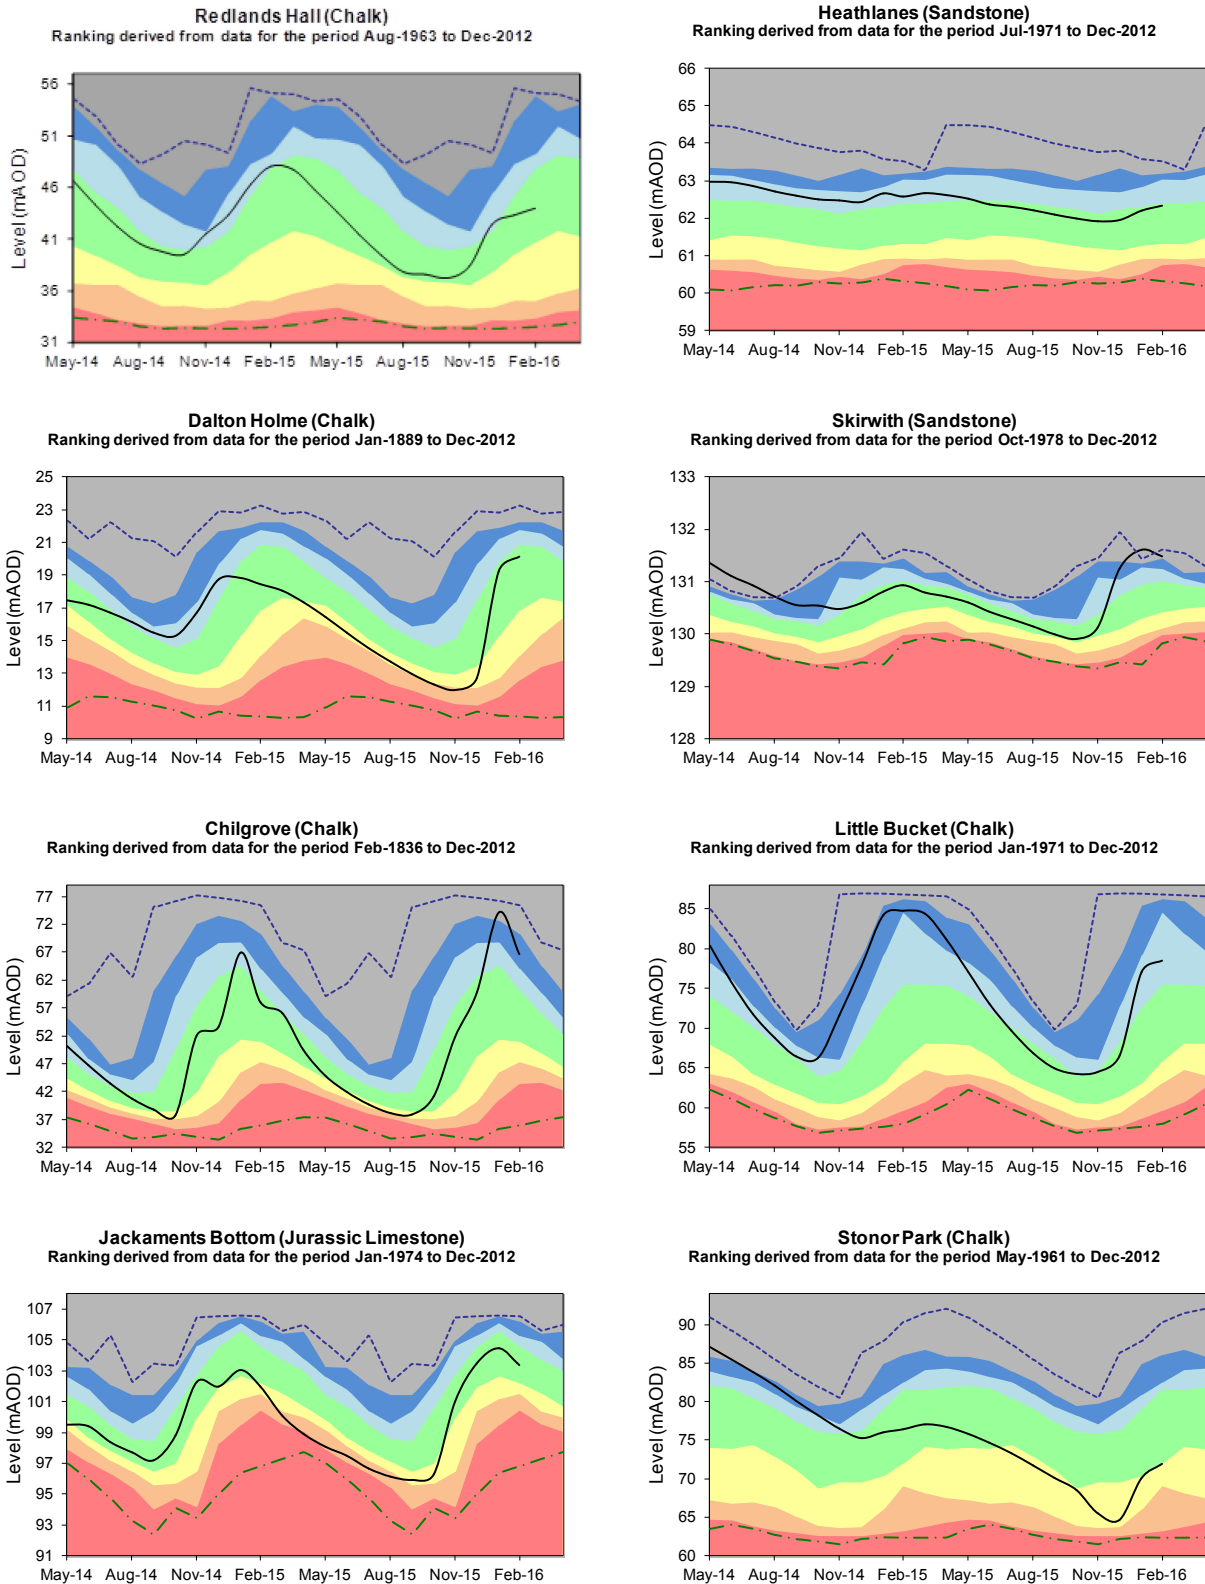 Redlands Hall (Chalk)
Ranking derived from data for the period Aug-1963 to Dec-2012
Level (mAOD)
56
51
46
41
36
31
May-14 Aug-14 Nov-14 Feb-15 May-15 Aug-15 Nov-15 Feb-16
Heathlanes (Sandstone)
Ranking derived from data for the period Jul-1971 to Dec-2012
Level (mAOD)
66
65
64
63
62
61
60
59
May-14 Aug-14 Nov-14 Feb-15 May-15 Aug-15 Nov-15 Feb-16
Dalton Holme (Chalk)
Ranking derived from data for the period Jan-1889 to Dec-2012
Level (mAOD)
25
23
21
19
17
15
13
11
9
May-14 Aug-14 Nov-14 Feb-15 May-15 Aug-15 Nov-15 Feb-16
Skirwith (Sandstone)
Ranking derived from data for the period Oct-1978 to Dec-2012
Level (mAOD)
133
132
131
130
129
128
May-14 Aug-14 Nov-14 Feb-15 May-15 Aug-15 Nov-15 Feb-16
Chilgrove (Chalk)
Ranking derived from data for the period Feb-1836 to Dec-2012
Level (mAOD)
77
72
67
62
57
52
47
42
37
32
May-14 Aug-14 Nov-14 Feb-15 May-15 Aug-15 Nov-15 Feb-16
Little Bucket (Chalk)
Ranking derived from data for the period Jan-1971 to Dec-2012
Level (mAOD)
85
80
75
70
65
60
55
May-14 Aug-14 Nov-14 Feb-15 May-15 Aug-15 Nov-15 Feb-16
Jackaments Bottom (Jurassic Limestone)
Ranking derived from data for the period Jan-1974 to Dec-2012
Level (mAOD)
107
105
103
101
99
97
95
93
91
May-14 Aug-14 Nov-14 Feb-15 May-15 Aug-15 Nov-15 Feb-16
Stonor Park (Chalk)
Ranking derived from data for the period May-1961 to Dec-2012
Level (mAOD)
90
85
80
75
70
65
60
May-14 Aug-14 Nov-14 Feb-15 May-15 Aug-15 Nov-15 Feb-16